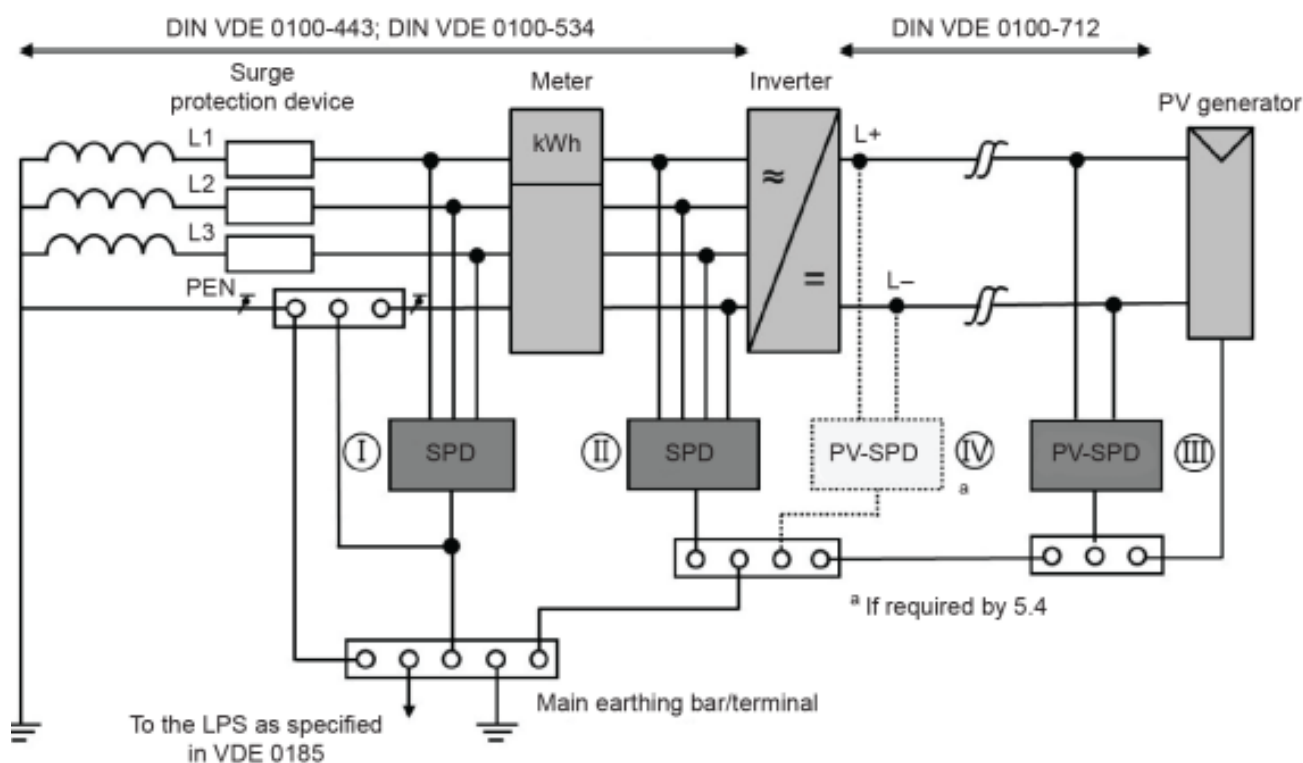 DIN VDE 0100-443; DIN VDE 0100-534
DIN VDE 0100-712
Surge
protection device
Meter
Inverter
PV generator
L1
kWh
L+
L2
≈
L3
=
L–
PEN
I
SPD
II
SPD
PV-SPD
IV
a
PV-SPD
III
a If required by 5.4
Main earthing bar/terminal
To the LPS as specified
in VDE 0185